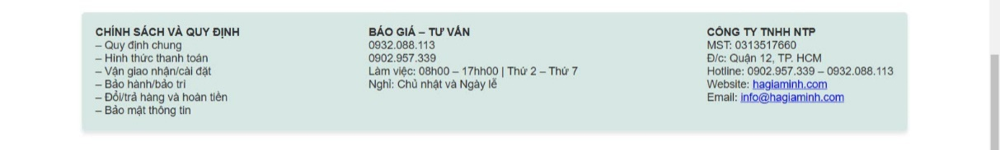 CHÍNH SÁCH VÀ QUY ĐỊNH
– Quy định chung
– Hình thức thanh toán
– Vận giao nhận/cài đặt
– Bảo hành/bảo trì
– Đổi/trả hàng và hoàn tiền
– Bảo mật thông tin
BÁO GIÁ – TƯ VẤN
0932.088.113
0902.957.339
Làm việc: 08h00 – 17hh00 | Thứ 2 – Thứ 7
Nghỉ: Chủ nhật và Ngày lễ
CÔNG TY TNHH NTP
MST: 0313517660
Đ/c: Quận 12, TP. HCM
Hotline: 0902.957.339 – 0932.088.113
Website: hagiaminh.com
Email: info@hagiaminh.com